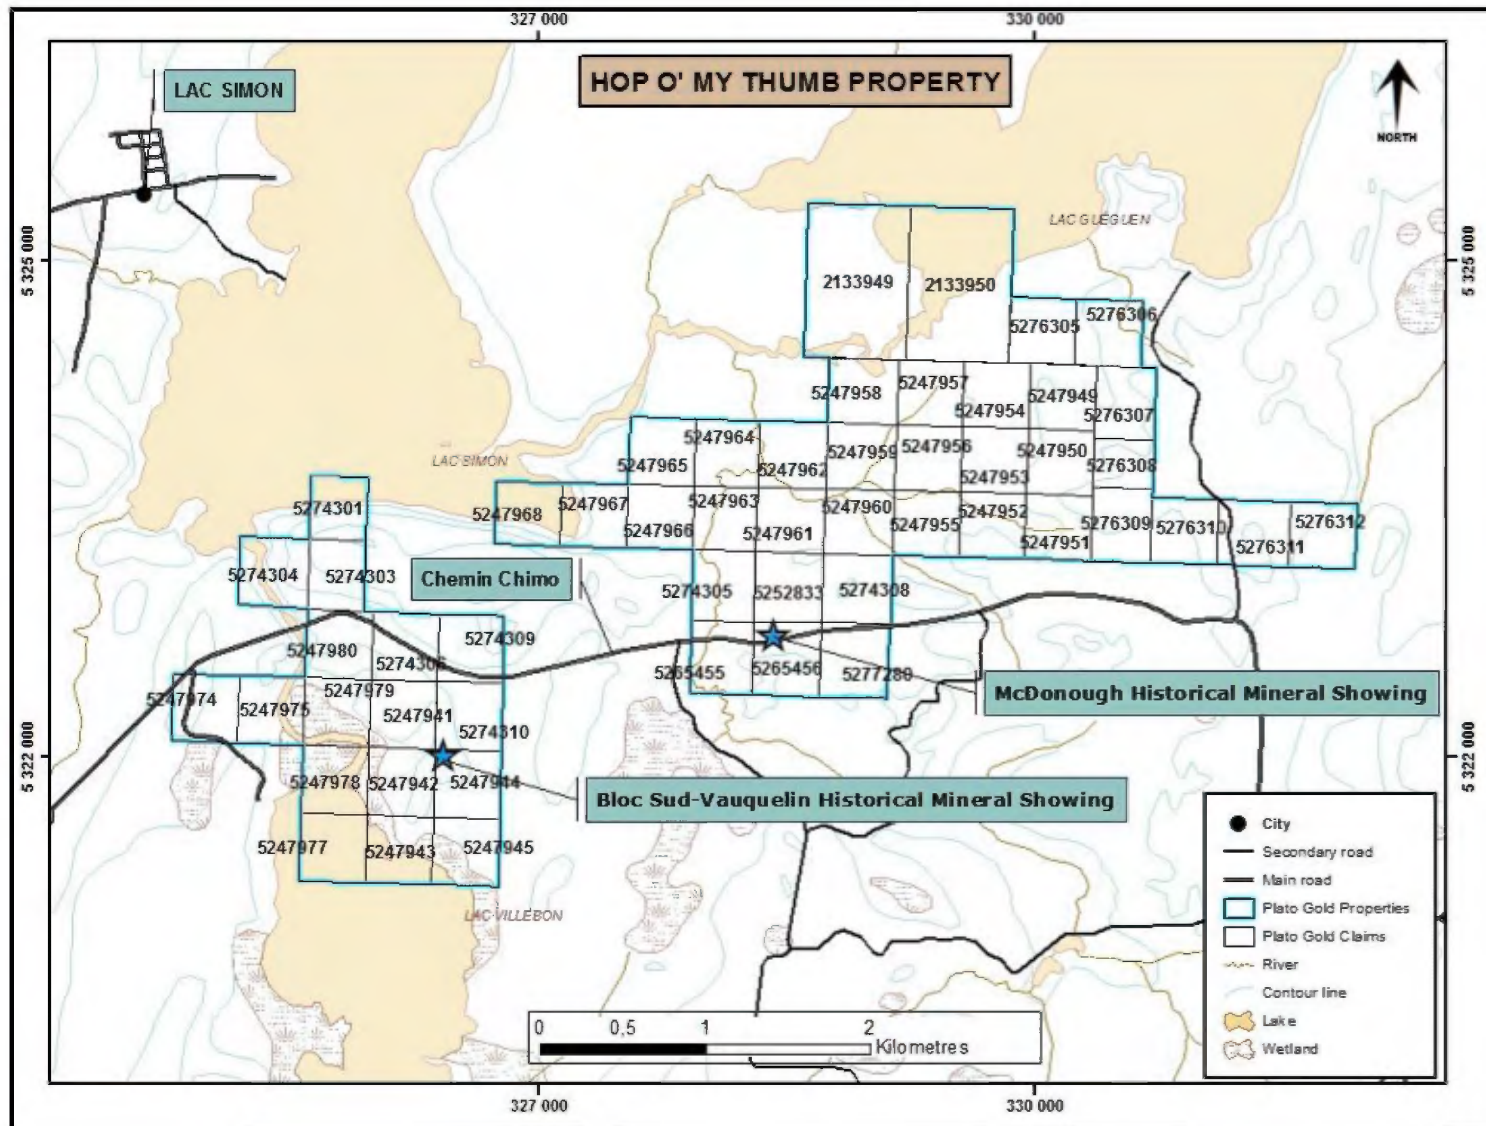 327 000
330 000
LAC SIMON
HOP O' MY THUMB PROPERTY
NORTH
LAC GUEGUEN
5 325 000
5 325 000
2133949
2133950
5276305
5276306
5247958
5247957
5247954
5247949
5276307
5247964
5247965
5247962
5247959
5247956
5247953
5247950
5276308
LAC SIMON
5274301
5247968
5247967
5247966
5247963
5247961
5247960
5247955
5247952
5247951
5276309
5276310
5276311
5276312
5274304
5274303
Chemin Chimo
5274305
5252833
5274308
5247980
5274306
5274309
5265455
5265456
5277280
McDonough Historical Mineral Showing
5247974
5247975
5247979
5247941
5274310
5 322 000
5 322 000
5247978
5247942
5247944
Bloc Sud-Vauquelin Historical Mineral Showing
5247977
5247943
5247945
LAC VILLEBON
City
Secondary road
Main road
Plato Gold Properties
Plato Gold Claims
River
Contour line
Lake
Wetland
0 0,5 1 2
Kilometres
327 000
330 000